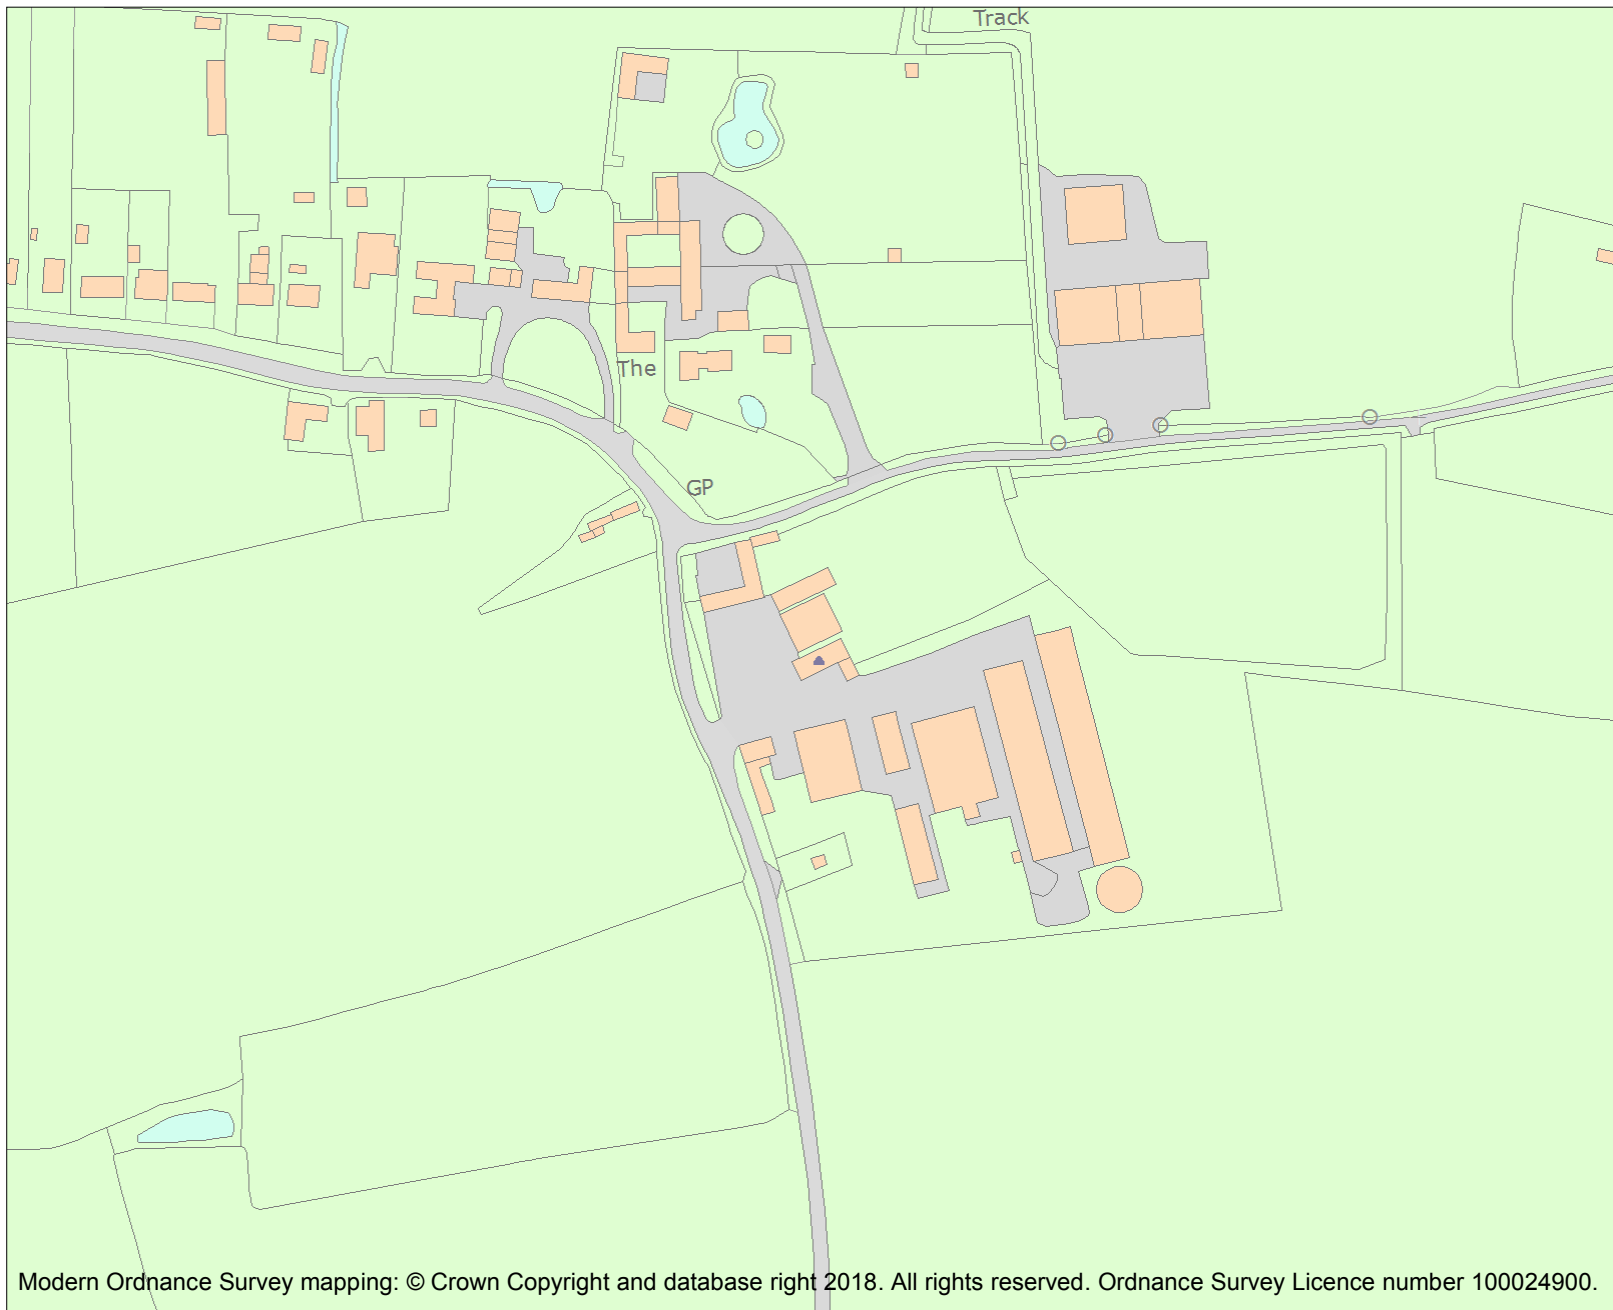 Track
The
GP
Modern Ordnance Survey mapping: © Crown Copyright and database right 2018. All rights reserved. Ordnance Survey Licence number 100024900.